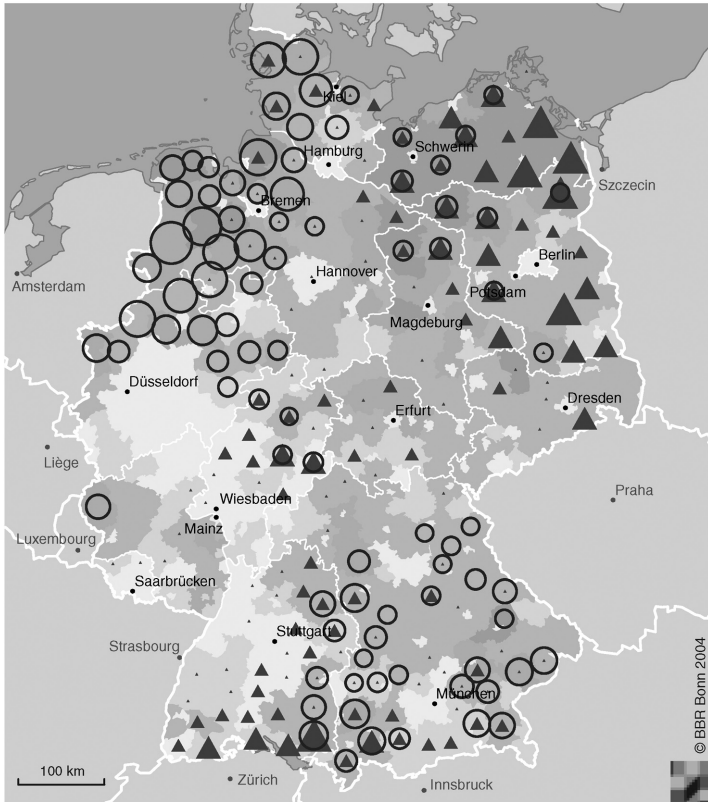 Kiel
Hamburg
Schwerin
Szczecin
Bremen
Berlin
Amsterdam
Hannover
Potsdam
Magdeburg
Düsseldorf
Erfurt
Dresden
Liège
Wiesbaden
Praha
Mainz
Luxembourg
Saarbrücken
Stuttgart
Strasbourg
München
© BBR Bonn 2004
100 km
Zürich
Innsbruck